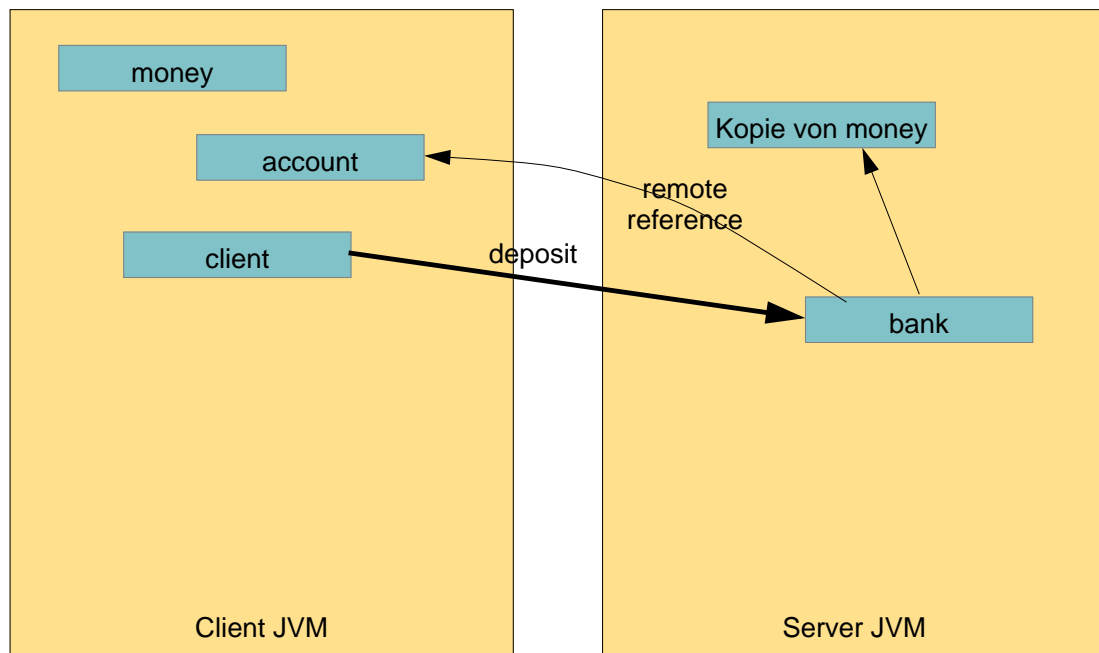 money
account
client
Client JVM
deposit
remote
reference
Kopie von money
bank
Server JVM